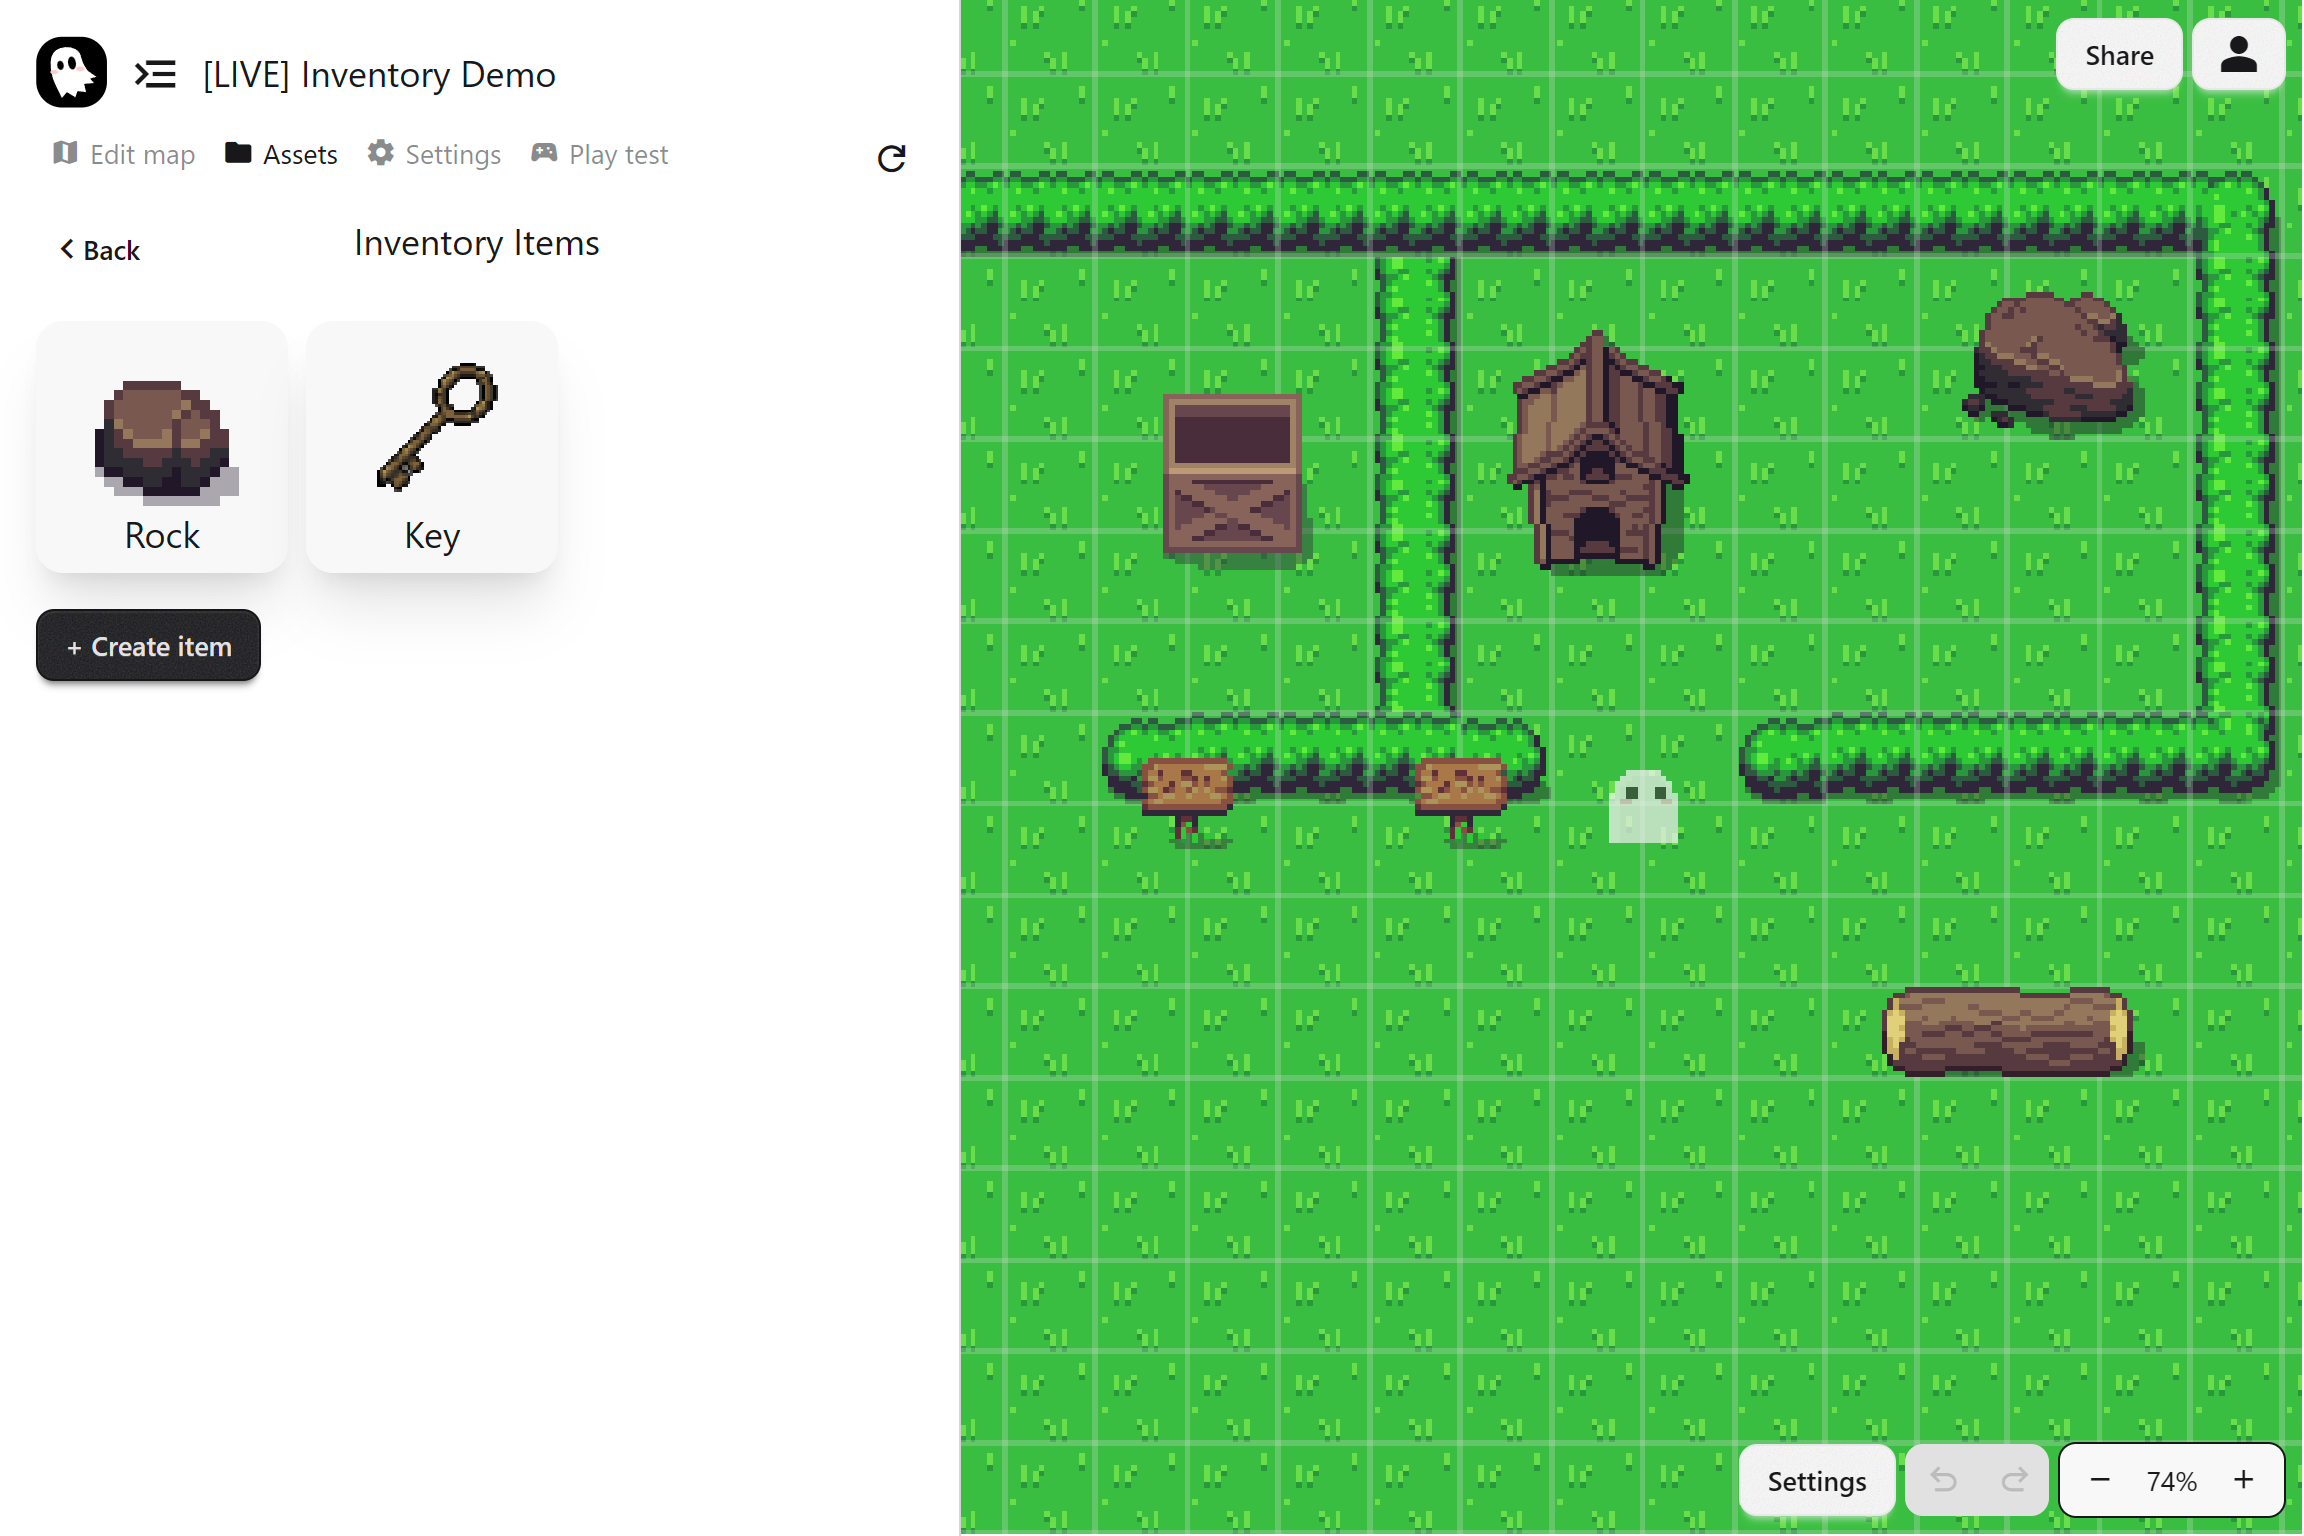 [LIVE] Inventory Demo
Edit map
Assets
Settings
Play test
Share
Back
Inventory Items
Rock
Key
+ Create item
Settings
74%